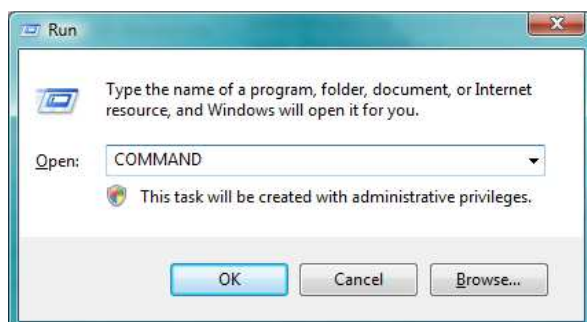 Run
Type the name of a program, folder, document, or Internet
resource, and Windows will open it for you.
Open: COMMAND
This task will be created with administrative privileges.
OK Cancel Browse...